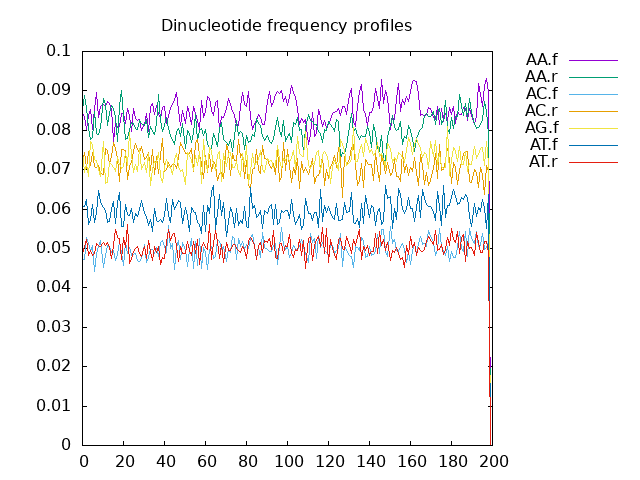 Dinucleotide frequency profiles
0.1
0.09
0.08
0.07
0.06
0.05
0.04
0.03
0.02
0.01
0
0 20 40 60 80 100 120 140 160 180 200
AA.f
AA.r
AC.f
AC.r
AG.f
AT.f
AT.r